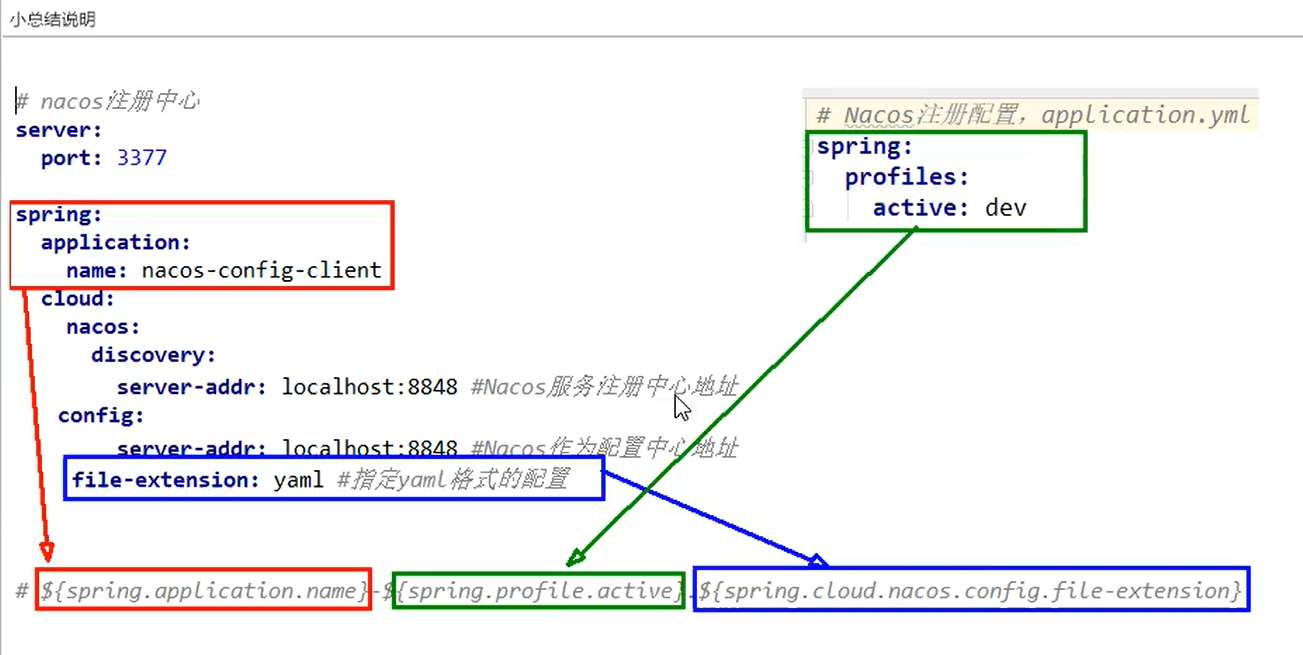 小总结说明
# nacos注册中心
server:
  port: 3377
spring:
  application:
    name: nacos-config-client
  cloud:
    nacos:
      discovery:
        server-addr: localhost:8848 #Nacos服务注册中心地址
    config:
        server-addr: localhost:8848 #Nacos作为配置中心地址
    file-extension: yaml #指定yaml格式的配置
# ${spring.application.name}-${spring.profile.active}.${spring.cloud.nacos.config.file-extension}
# Nacos注册配置，application.yml
spring:
  profiles:
    active: dev